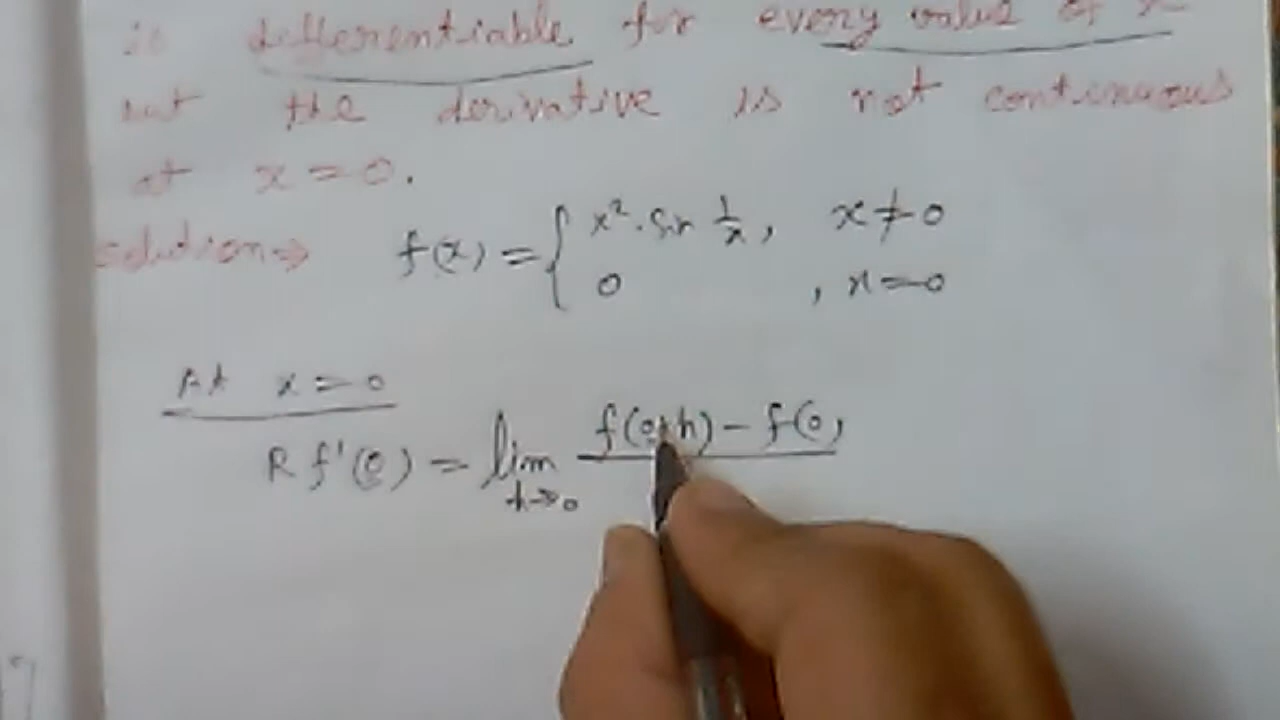 is differentiable for every value of x
but the derivative is not continuous
at x = 0.
solution⇒ f(x) = { x² . sin 1/x , x ≠ 0
0 , x = 0
At x = 0
R f'(0) = lim h→0 f(0+h) − f(0)